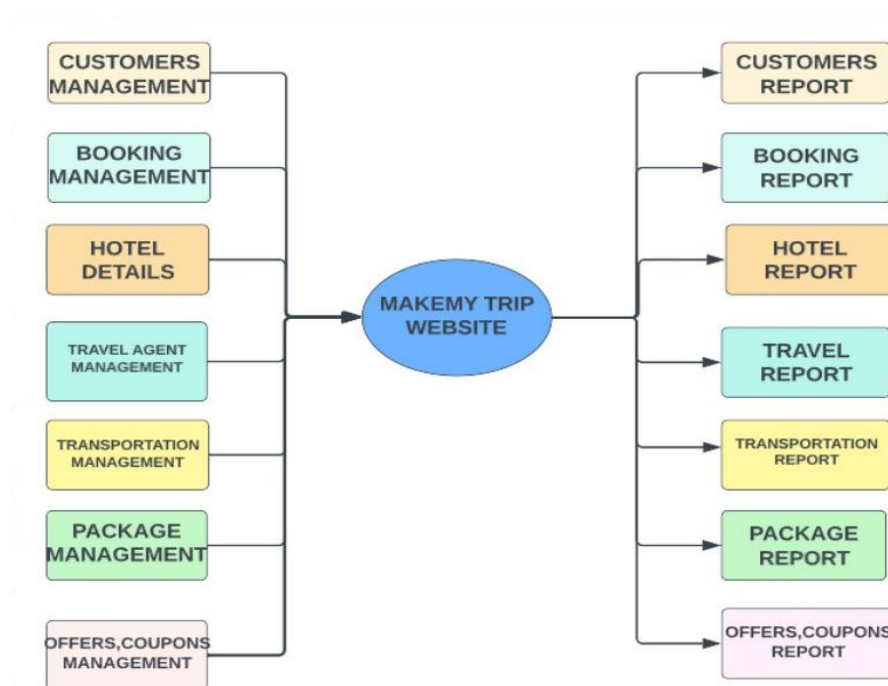 CUSTOMERS
MANAGEMENT
BOOKING
MANAGEMENT
HOTEL
DETAILS
TRAVEL AGENT
MANAGEMENT
TRANSPORTATION
MANAGEMENT
PACKAGE
MANAGEMENT
OFFERS,COUPONS
MANAGEMENT
MAKEMY TRIP
WEBSITE
CUSTOMERS
REPORT
BOOKING
REPORT
HOTEL
REPORT
TRAVEL
REPORT
TRANSPORTATION
REPORT
PACKAGE
REPORT
OFFERS,COUPONS
REPORT